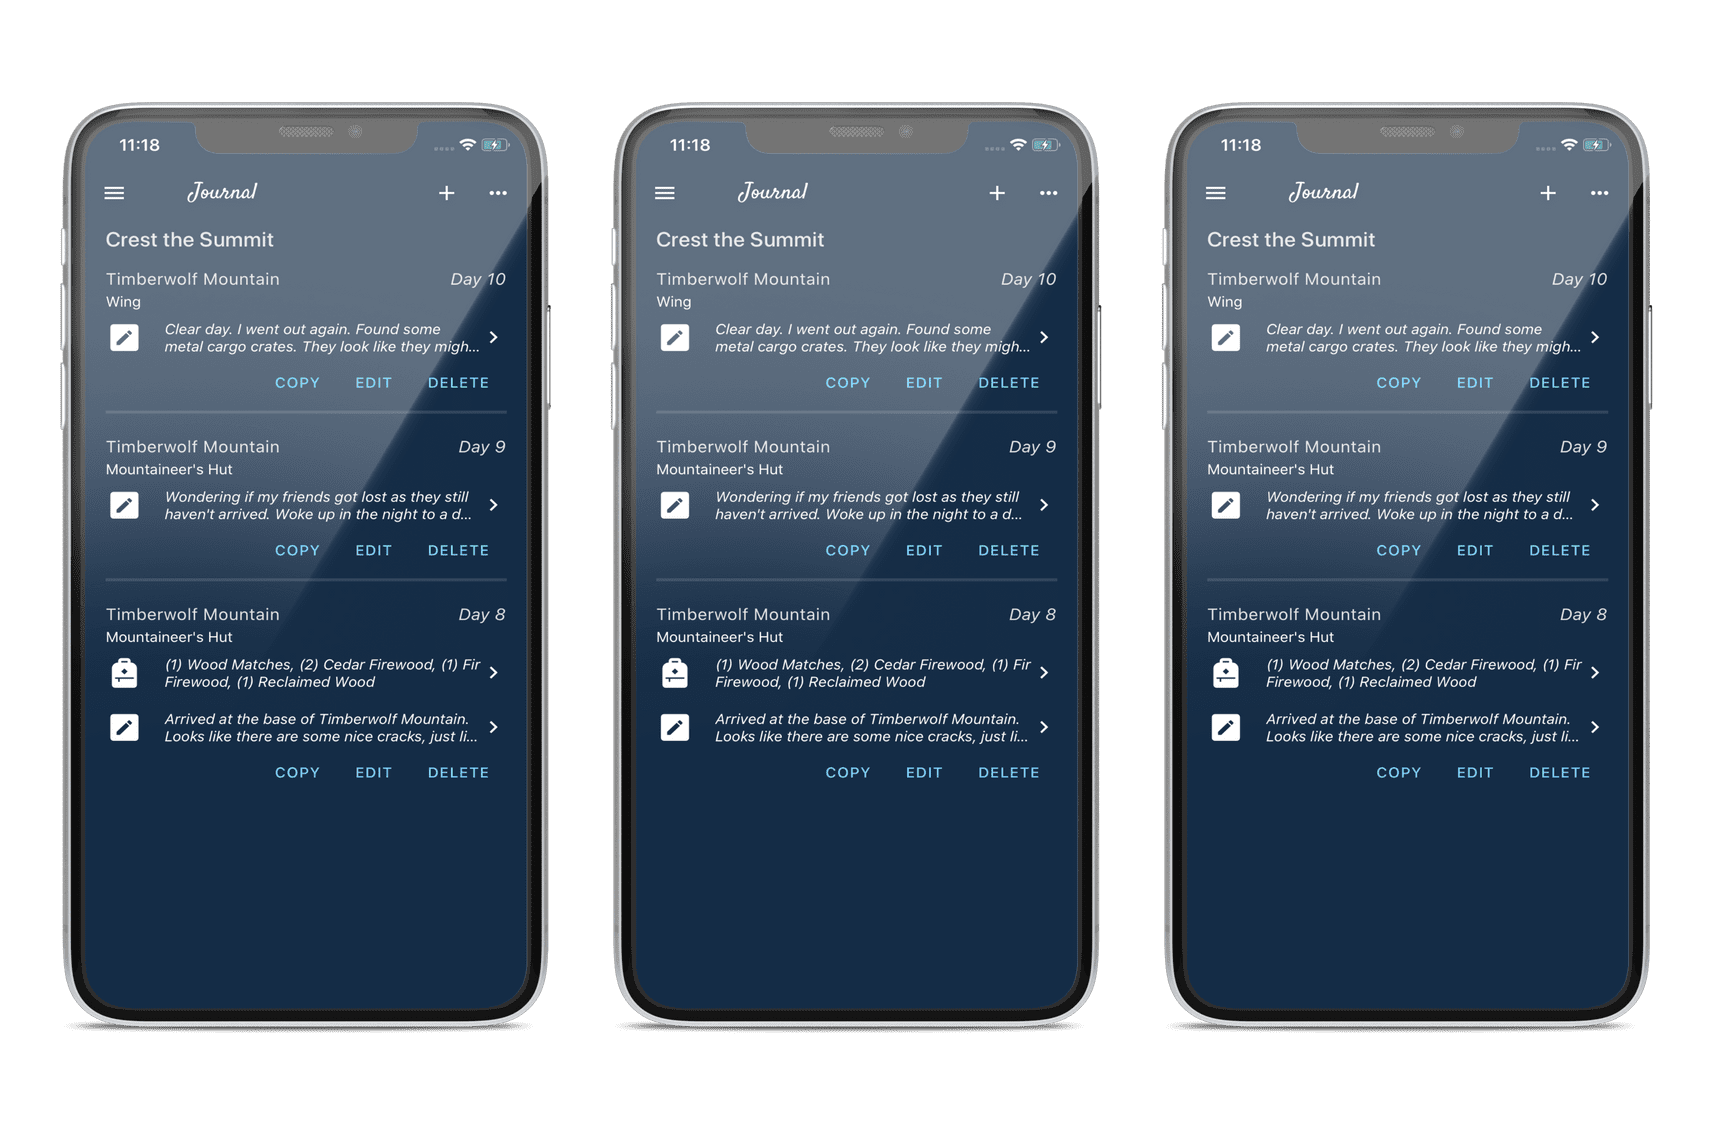 11:18
Journal
Crest the Summit
Timberwolf Mountain Day 10
Wing
Clear day. I went out again. Found some
metal cargo crates. They look like they migh...
COPY EDIT DELETE
Timberwolf Mountain Day 9
Mountaineer's Hut
Wondering if my friends got lost as they still
haven't arrived. Woke up in the night to a d...
COPY EDIT DELETE
Timberwolf Mountain Day 8
Mountaineer's Hut
(1) Wood Matches, (2) Cedar Firewood, (1) Fir
Firewood, (1) Reclaimed Wood
Arrived at the base of Timberwolf Mountain.
Looks like there are some nice cracks, just li...
COPY EDIT DELETE
11:18
Journal
Crest the Summit
Timberwolf Mountain Day 10
Wing
Clear day. I went out again. Found some
metal cargo crates. They look like they migh...
COPY EDIT DELETE
Timberwolf Mountain Day 9
Mountaineer's Hut
Wondering if my friends got lost as they still
haven't arrived. Woke up in the night to a d...
COPY EDIT DELETE
Timberwolf Mountain Day 8
Mountaineer's Hut
(1) Wood Matches, (2) Cedar Firewood, (1) Fir
Firewood, (1) Reclaimed Wood
Arrived at the base of Timberwolf Mountain.
Looks like there are some nice cracks, just li...
COPY EDIT DELETE
11:18
Journal
Crest the Summit
Timberwolf Mountain Day 10
Wing
Clear day. I went out again. Found some
metal cargo crates. They look like they migh...
COPY EDIT DELETE
Timberwolf Mountain Day 9
Mountaineer's Hut
Wondering if my friends got lost as they still
haven't arrived. Woke up in the night to a d...
COPY EDIT DELETE
Timberwolf Mountain Day 8
Mountaineer's Hut
(1) Wood Matches, (2) Cedar Firewood, (1) Fir
Firewood, (1) Reclaimed Wood
Arrived at the base of Timberwolf Mountain.
Looks like there are some nice cracks, just li...
COPY EDIT DELETE